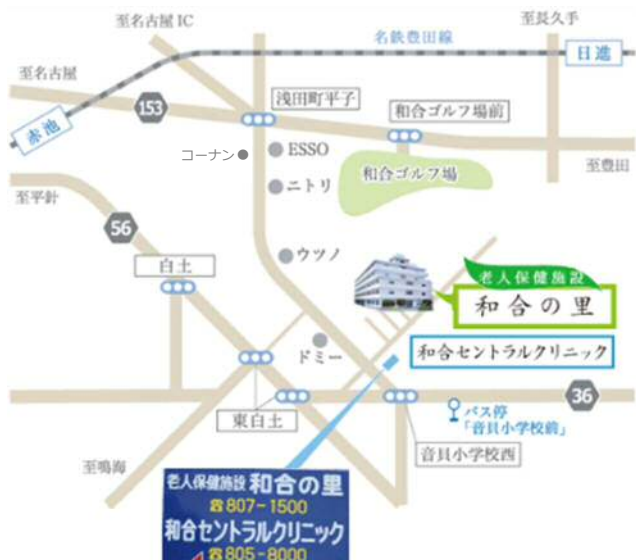 至名古屋IC
至長久手
名鉄豊田線
日進
至名古屋
153
浅田町平子
和合ゴルフ場前
赤池
コーナン
ESSO
ニトリ
和合ゴルフ場
至豊田
至平針
56
白土
ウツノ
老人保健施設
和合の里
和合セントラルクリニック
36
東白土
バス停
「音貝小学校前」
音貝小学校西
至鳴海
老人保健施設 和合の里
☎807-1500
和合セントラルクリニック
☎805-8000